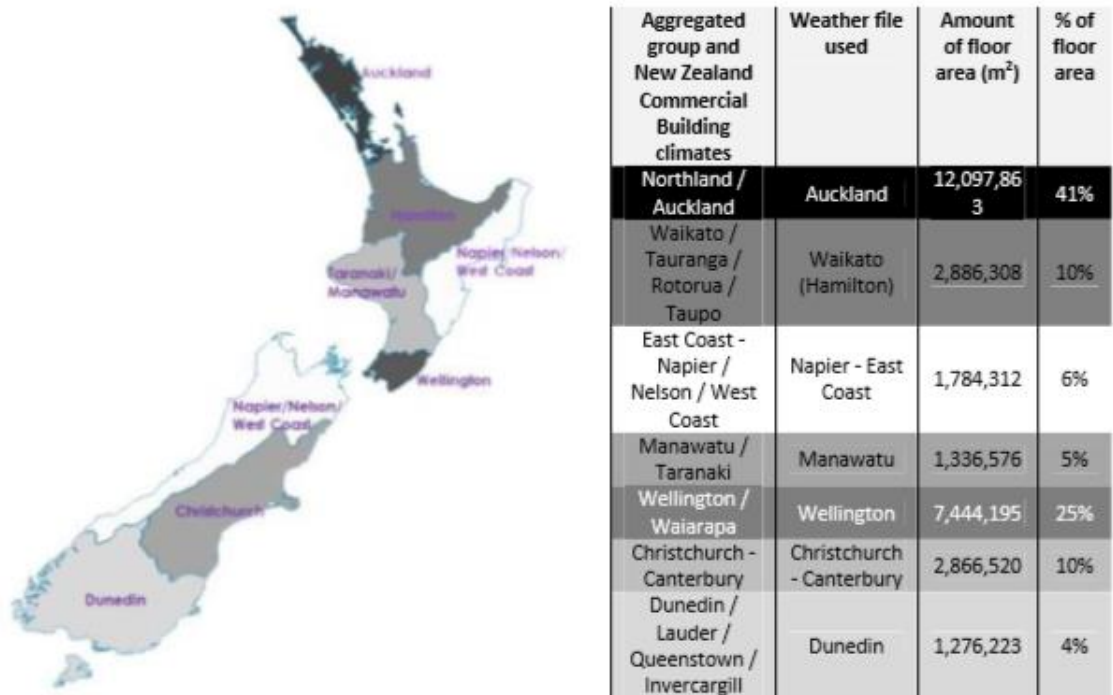 Auckland
Hamilton
Napier/Nelson/
West Coast
Taranaki/
Manawatu
Wellington
Napier/Nelson/
West Coast
Christchurch
Dunedin
Aggregated
group and
New Zealand
Commercial
Building
climates
Weather file
used
Amount
of floor
area (m²)
% of
floor
area
Northland /
Auckland
Auckland
12,097,86
3
41%
Waikato /
Tauranga /
Rotorua /
Taupo
Waikato
(Hamilton)
2,886,308
10%
East Coast -
Napier /
Nelson / West
Coast
Napier - East
Coast
1,784,312
6%
Manawatu /
Taranaki
Manawatu
1,336,576
5%
Wellington /
Waiarapa
Wellington
7,444,195
25%
Christchurch -
Canterbury
Christchurch
- Canterbury
2,866,520
10%
Dunedin /
Lauder /
Queenstown /
Invercargill
Dunedin
1,276,223
4%